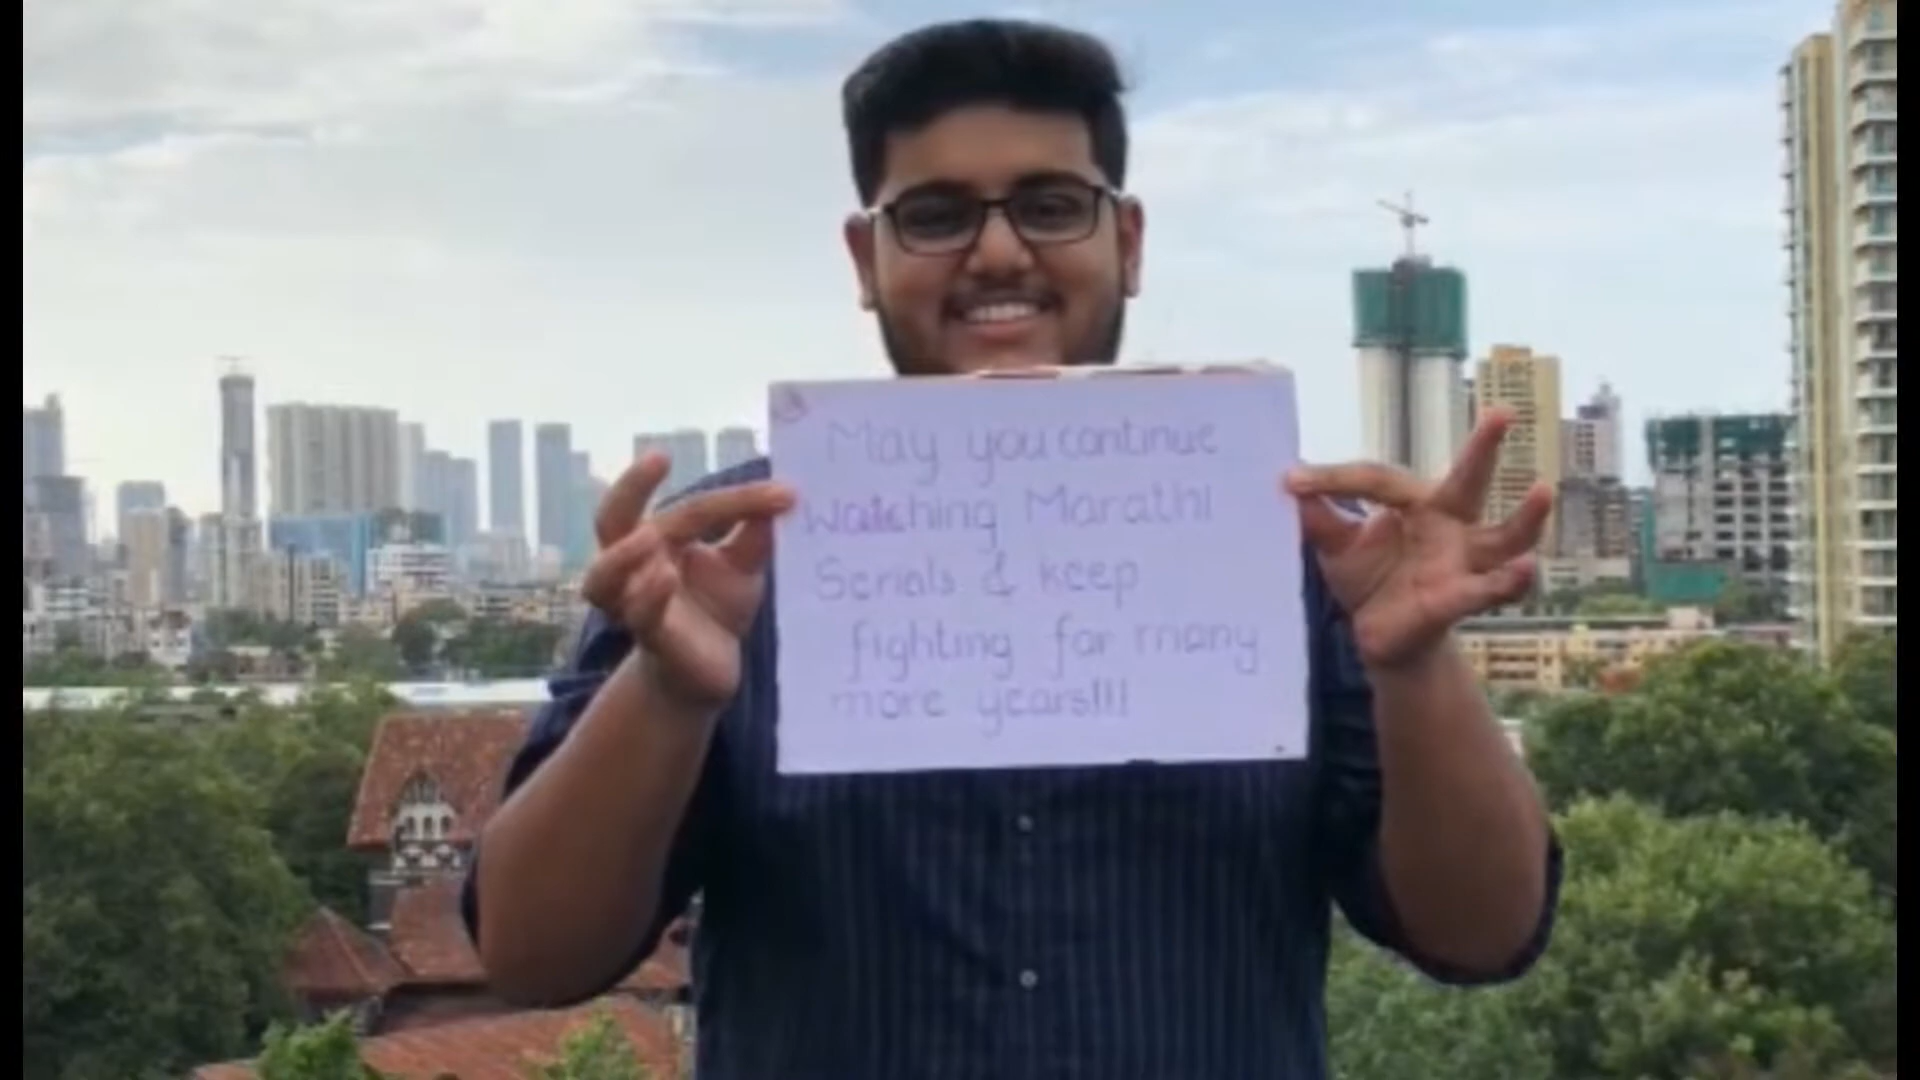 May you continue
watching Marathi
Serials & keep
fighting for many
more years!!!